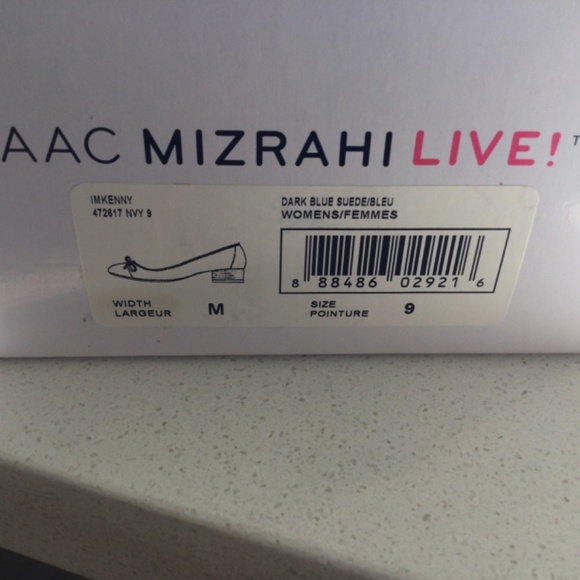 AAC MIZRAHI LIVE!™
IMKENNY
472617 NVY 9
DARK BLUE SUEDE/BLEU
WOMENS/FEMMES
8 88486 02921 6
WIDTH
LARGEUR
M
SIZE
POINTURE
9